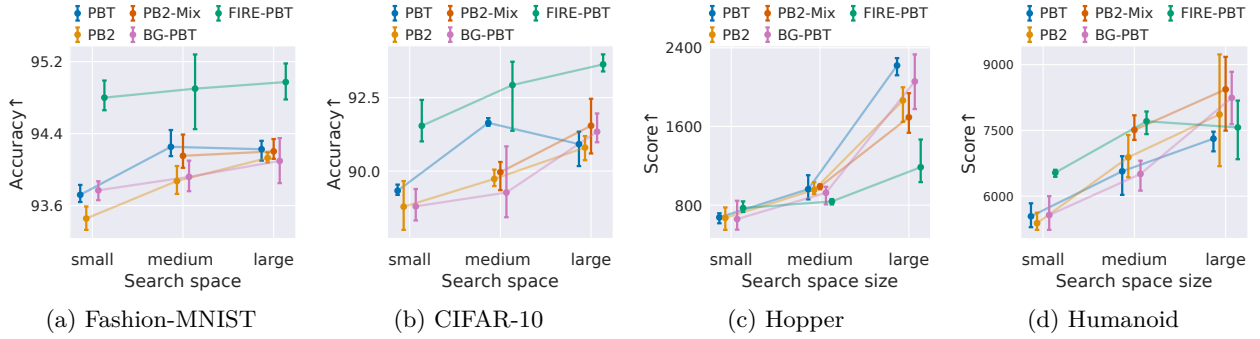 PBT PB2-Mix FIRE-PBT
PB2 BG-PBT
95.2
94.4
93.6
Accuracy↑
small medium large
Search space
(a) Fashion-MNIST
PBT PB2-Mix FIRE-PBT
PB2 BG-PBT
92.5
90.0
Accuracy↑
small medium large
Search space
(b) CIFAR-10
PBT PB2-Mix FIRE-PBT
PB2 BG-PBT
2400
1600
800
Score↑
small medium large
Search space size
(c) Hopper
PBT PB2-Mix FIRE-PBT
PB2 BG-PBT
9000
7500
6000
Score↑
small medium large
Search space size
(d) Humanoid